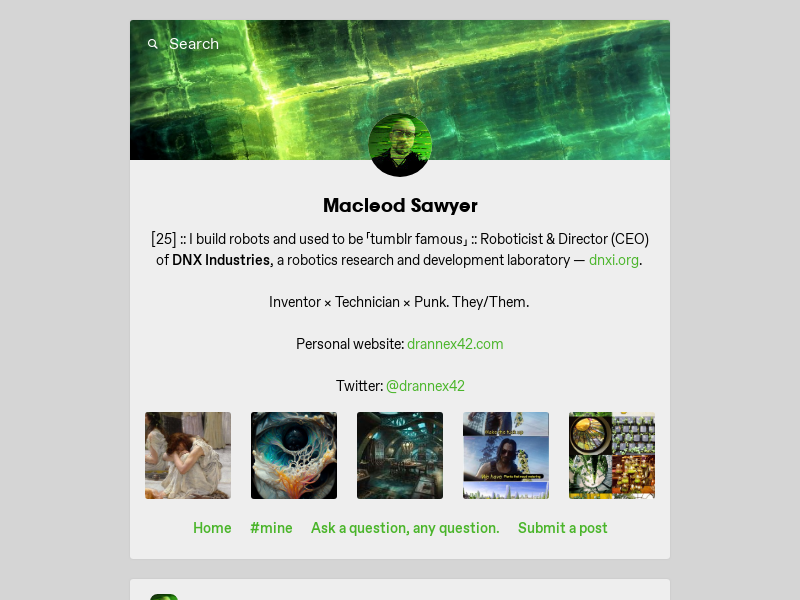 Search
Macleod Sawyer
[25] :: I build robots and used to be「tumblr famous」:: Roboticist & Director (CEO)
of DNX Industries, a robotics research and development laboratory — dnxi.org.
Inventor × Technician × Punk. They/Them.
Personal website: drannex42.com
Twitter: @drannex42
Home #mine Ask a question, any question. Submit a post